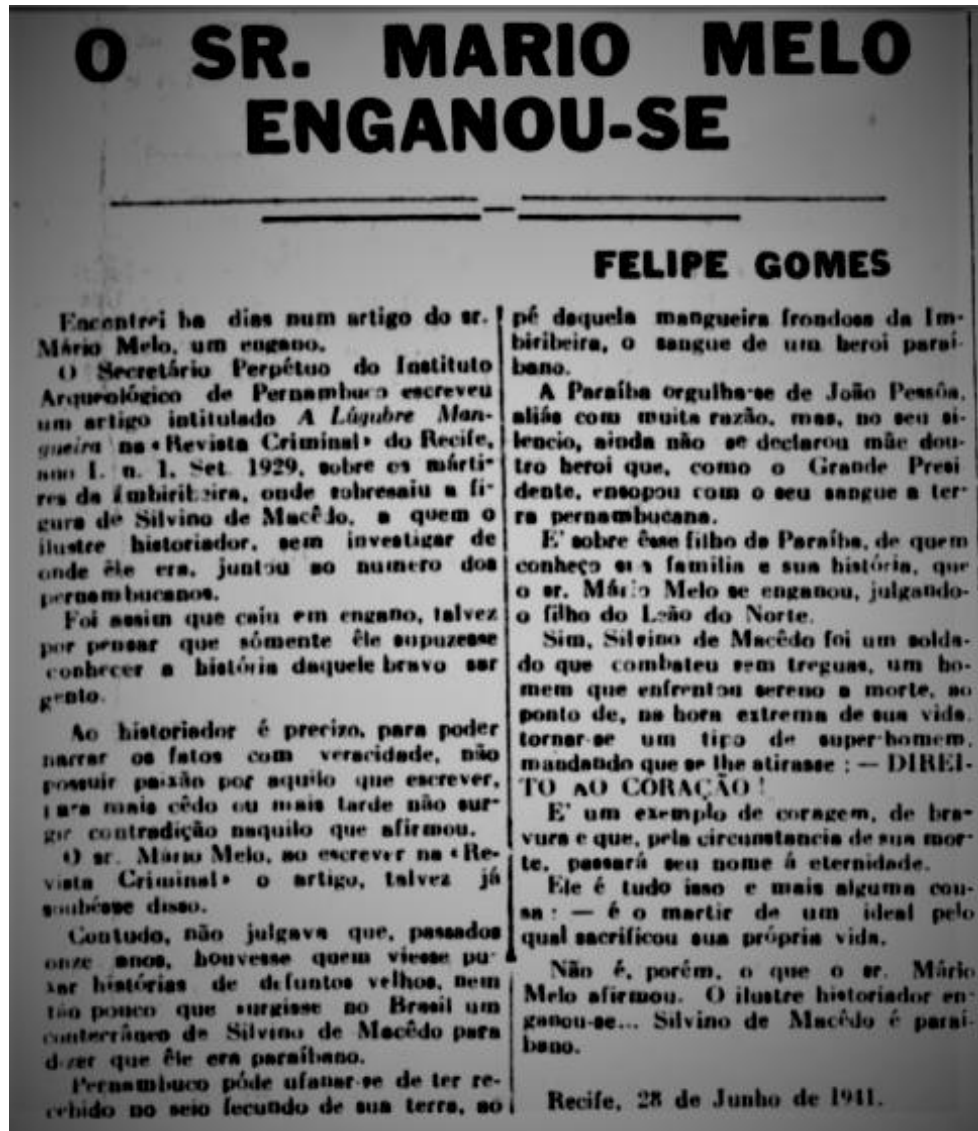 O SR. MARIO MELO
ENGANOU-SE
FELIPE GOMES
Encontrei ha dias num artigo do sr.
Mário Melo, um engano.
O Secretário Perpétuo do Instituto
Arqueológico de Pernambuco escreveu
um artigo intitulado A Lúgubre Man-
gueira na «Revista Criminal» do Recife,
ano I. n. 1. Set. 1929, sobre os márti-
res da Imbiribeira, onde sobresaiu a fi-
gura de Silvino de Macêdo, a quem o
ilustre historiador, sem investigar de
onde êle era, juntou ao numero dos
pernambucanos.
Foi assim que caiu em engano, talvez
por pensar que sómente êle supuzesse
conhecer a história daquele bravo sar
gento.
Ao historiador é precizo, para poder
narrar os fatos com veracidade, não
possuir paixão por aquilo que escrever,
para mais cêdo ou mais tarde não sur-
gir contradição naquilo que afirmou.
O sr. Mário Melo, ao escrever na «Re-
vista Criminal» o artigo, talvez já
soubésse disso.
Contudo, não julgava que, passados
onze anos, houvesse quem viesse pu-
xar histórias de defuntos velhos, nem
tão pouco que surgisse no Brasil um
conterrâneo de Silvino de Macêdo para
dizer que êle era paraíbano.
Pernambuco póde ufanar-se de ter re-
cebido no seio fecundo de sua terra, ao
pé daquela mangueira frondosa da Im-
biribeira, o sangue de um heroi paraí-
bano.
A Paraíba orgulha-se de João Pessôa,
aliás com muita razão, mas, no seu si-
lencio, ainda não se declarou mãe dou-
tro heroi que, como o Grande Presi
dente, ensopou com o seu sangue a ter-
ra pernambucana.
E' sobre êsse filho da Paraíba, de quem
conheço sua familia e sua história, que
o sr. Mário Melo se enganou, julgando-
o filho do Leão do Norte.
Sim, Silvino de Macêdo foi um solda-
do que combateu sem treguas, um ho-
mem que enfrentou sereno a morte, ao
ponto de, na hora extrema de sua vida,
tornar-se um tipo de super-homem,
mandando que se lhe atirasse : — DIREI-
TO AO CORAÇÃO !
E' um exemplo de coragem, de bra-
vura e que, pela circunstancia de sua mor-
te, passará seu nome á eternidade.
Ele é tudo isso e mais alguma cou-
sa : — é o martir de um ideal pelo
qual sacrificou sua própria vida.
Não é, porém, o que o sr. Mário
Melo afirmou. O ilustre historiador en-
ganou-se... Silvino de Macêdo é paraí-
bano.
Recife, 28 de Junho de 1941.